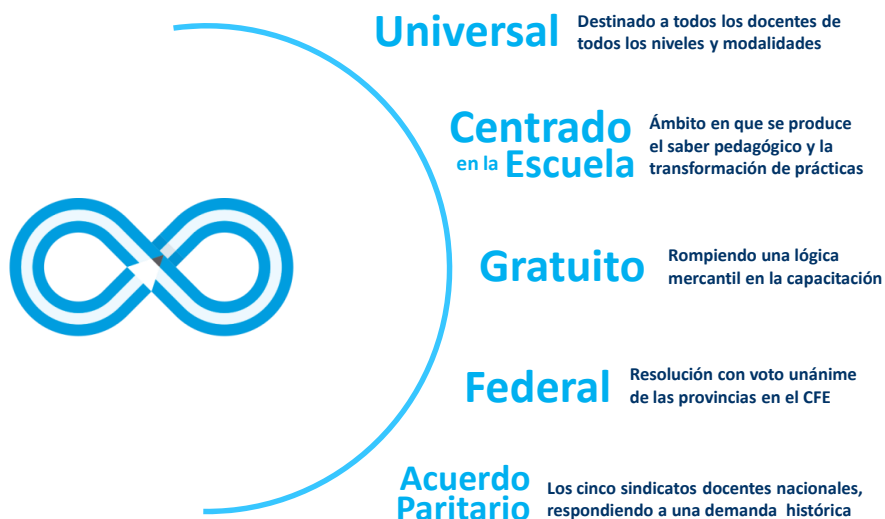 Universal
Destinado a todos los docentes de
todos los niveles y modalidades
Centrado
en la Escuela
Ámbito en que se produce
el saber pedagógico y la
transformación de prácticas
Gratuito
Rompiendo una lógica
mercantil en la capacitación
Federal
Resolución con voto unánime
de las provincias en el CFE
Acuerdo
Paritario
Los cinco sindicatos docentes nacionales,
respondiendo a una demanda histórica